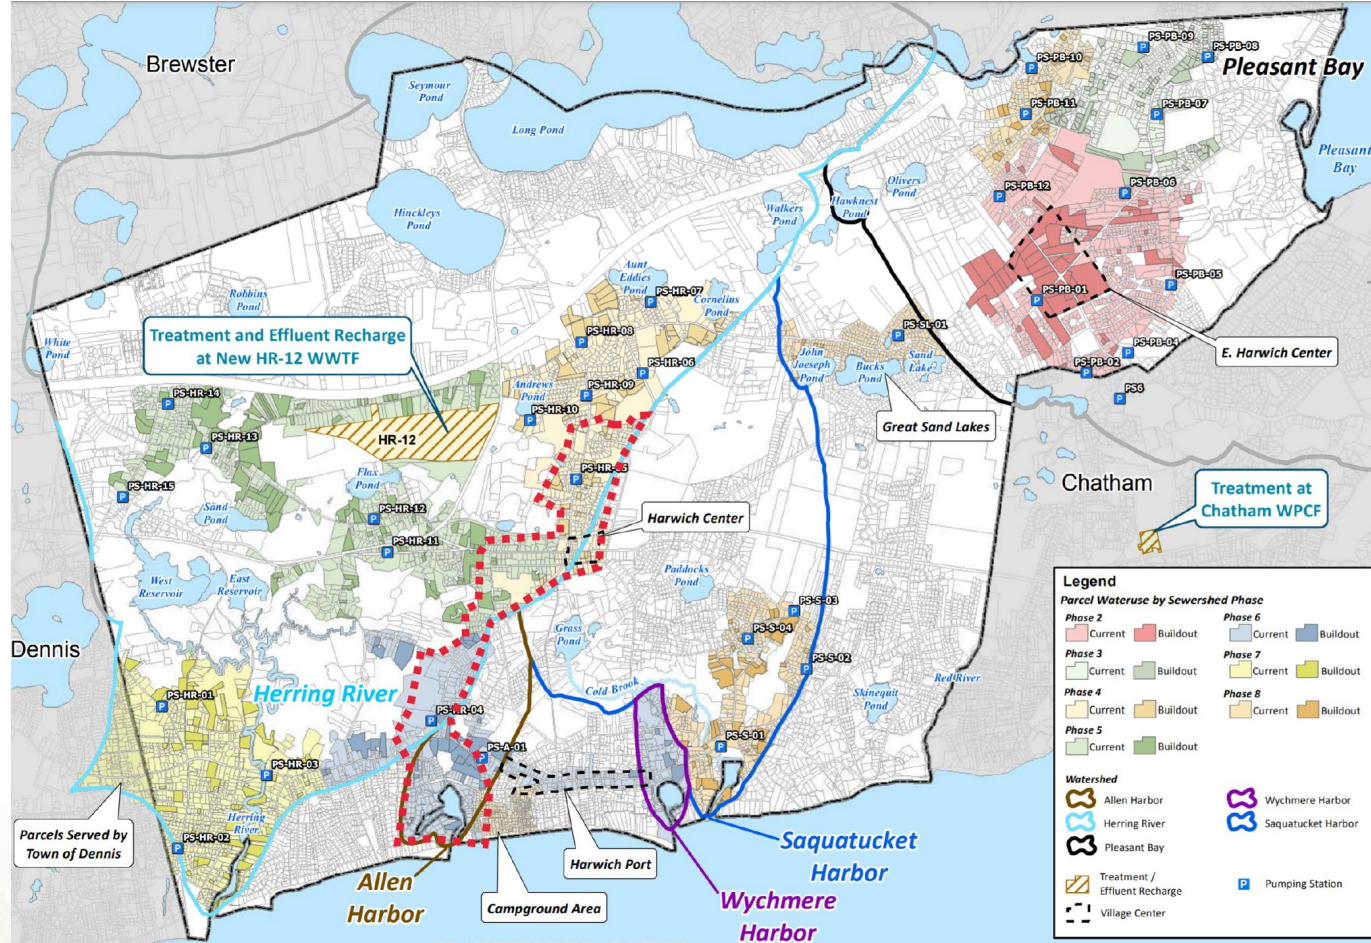 Brewster
Seymour
Pond
Long Pond
Hinckleys
Pond
PS-PB-09
PS-PB-08
PS-PB-10
Pleasant Bay
PS-PB-11
PS-PB-07
Pleasant
Bay
Olivers
Pond
Hawknest
Pond
Walkers
Pond
PS-PB-12
PS-PB-06
Aunt
Eddies
Pond
PS-HR-07
Cornelius
Pond
PS-PB-05
PS-PB-01
Robbins
Pond
White
Pond
Treatment and Effluent Recharge
at New HR-12 WWTF
PS-HR-08
PS-SL-01
John
Joeseph
Pond
Bucks
Pond
Sand
Lake
PS-PB-04
PS-PB-02
E. Harwich Center
PS-HR-06
PS6
Andrews
Pond
PS-HR-09
PS-HR-10
PS-HR-14
Great Sand Lakes
HR-12
PS-HR-13
PS-HR-05
Flax
Pond
PS-HR-15
Chatham
Treatment at
Chatham WPCF
Sand
Pond
PS-HR-12
Harwich Center
PS-HR-11
West
Reservoir
East
Reservoir
Paddocks
Pond
PS-S-03
PS-S-04
Grass
Pond
Dennis
PS-S-02
Red River
Cold Brook
Skinequit
Pond
Herring River
PS-HR-01
PS-HR-04
PS-A-01
PS-S-01
PS-HR-03
Herring
River
Parcels Served by
Town of Dennis
PS-HR-02
Harwich Port
Saquatucket
Harbor
Allen
Harbor
Campground Area
Wychmere
Harbor
Legend
Parcel Wateruse by Sewershed Phase
Phase 2
Current Buildout
Phase 3
Current Buildout
Phase 4
Current Buildout
Phase 5
Current Buildout
Phase 6
Current Buildout
Phase 7
Current Buildout
Phase 8
Current Buildout
Watershed
Allen Harbor
Herring River
Pleasant Bay
Wychmere Harbor
Saquatucket Harbor
Treatment /
Effluent Recharge
Village Center
P Pumping Station